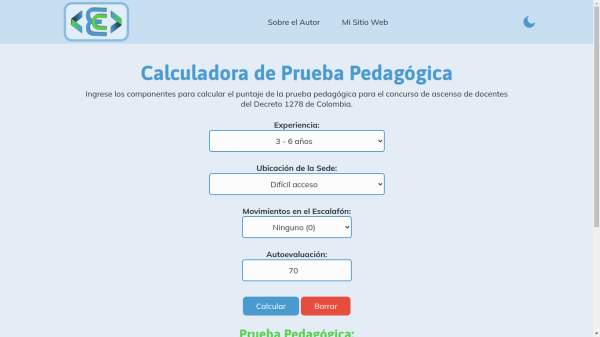 Sobre el Autor
Mi Sitio Web
Calculadora de Prueba Pedagógica
Ingrese los componentes para calcular el puntaje de la prueba pedagógica para el concurso de ascenso de docentes
del Decreto 1278 de Colombia.
Experiencia:
3 - 6 años
Ubicación de la Sede:
Difícil acceso
Movimientos en el Escalafón:
Ninguno (0)
Autoevaluación:
70
Calcular
Borrar
Prueba Pedagógica: